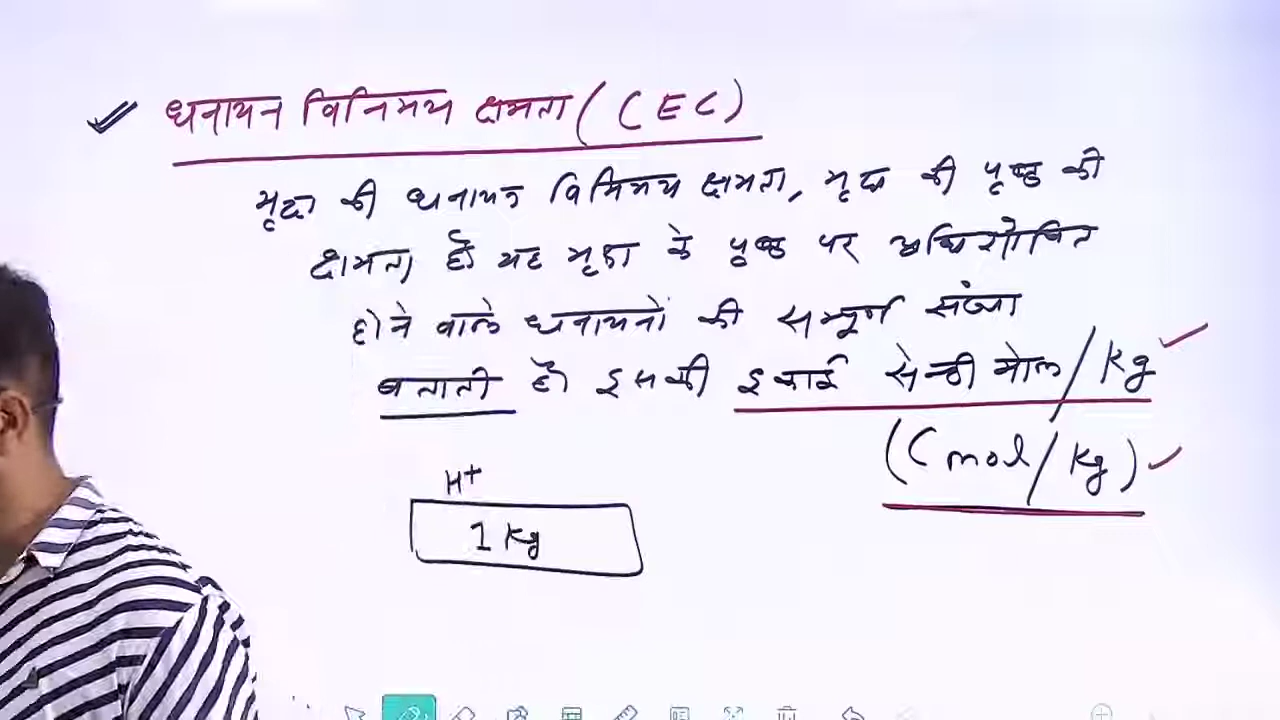 धनायन विनिमय क्षमता (CEC)
मृदा की धनायन विनिमय क्षमता, मृदा की पृष्ठ की
क्षमता है। यह मृदा के पृष्ठ पर अधिशोषित
होने वाले धनायनों की सम्पूर्ण संख्या
बताती है। इसकी इकाई सेन्टी मोल/kg
(Cmol/kg)
H+
1 kg